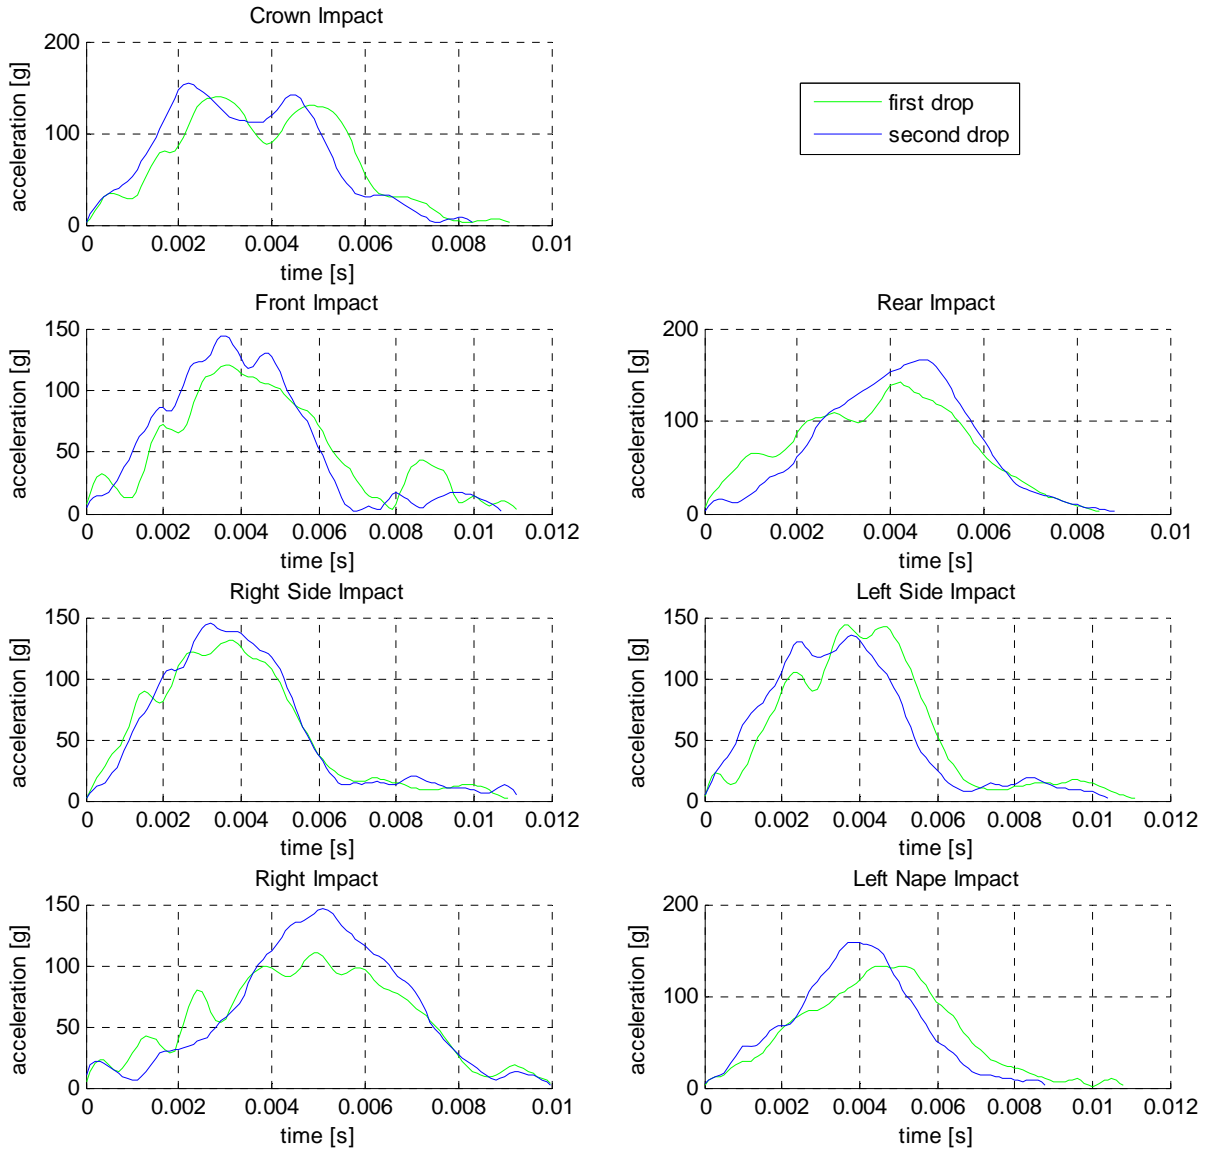 Crown Impact
200
100
0
acceleration [g]
0 0.002 0.004 0.006 0.008 0.01
time [s]
first drop
second drop
Front Impact
150
100
50
0
acceleration [g]
0 0.002 0.004 0.006 0.008 0.01 0.012
time [s]
Rear Impact
200
100
0
acceleration [g]
0 0.002 0.004 0.006 0.008 0.01
time [s]
Right Side Impact
150
100
50
0
acceleration [g]
0 0.002 0.004 0.006 0.008 0.01 0.012
time [s]
Left Side Impact
150
100
50
0
acceleration [g]
0 0.002 0.004 0.006 0.008 0.01 0.012
time [s]
Right Impact
150
100
50
0
acceleration [g]
0 0.002 0.004 0.006 0.008 0.01
time [s]
Left Nape Impact
200
100
0
acceleration [g]
0 0.002 0.004 0.006 0.008 0.01 0.012
time [s]